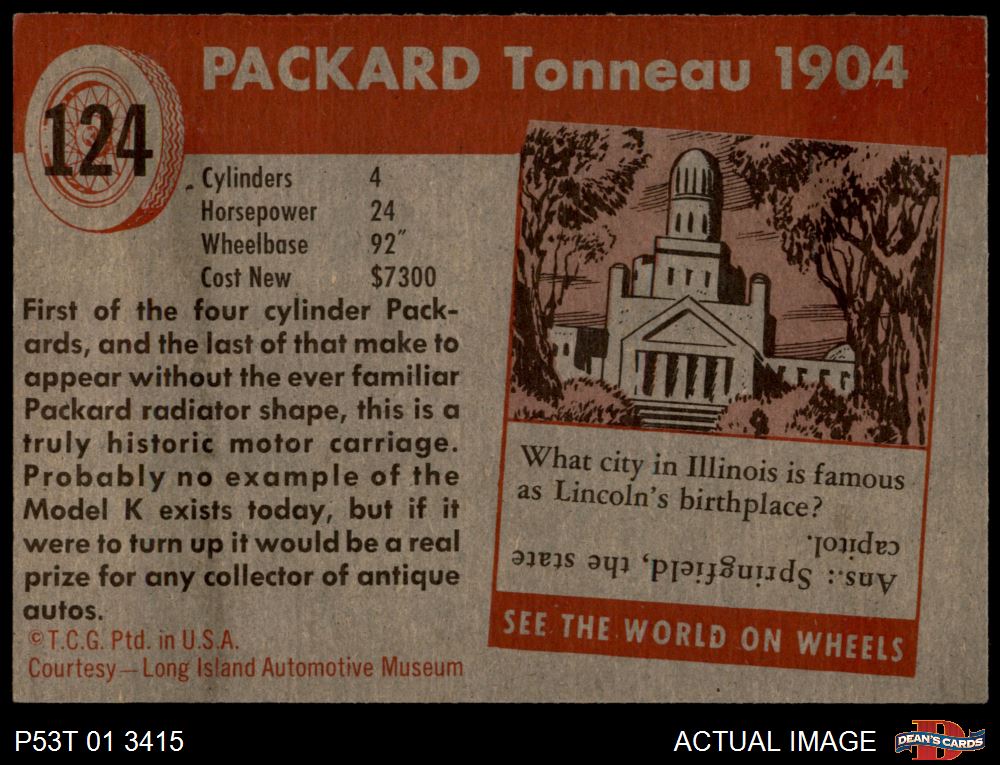 124
PACKARD Tonneau 1904
Cylinders 4
Horsepower 24
Wheelbase 92"
Cost New $7300
First of the four cylinder Pack-
ards, and the last of that make to
appear without the ever familiar
Packard radiator shape, this is a
truly historic motor carriage.
Probably no example of the
Model K exists today, but if it
were to turn up it would be a real
prize for any collector of antique
autos.
© T.C.G. Ptd. in U.S.A.
Courtesy—Long Island Automotive Museum
What city in Illinois is famous
as Lincoln's birthplace?
Ans.: Springfield, the state
capitol.
SEE THE WORLD ON WHEELS
P53T 01 3415
ACTUAL IMAGE
DEAN'S CARDS